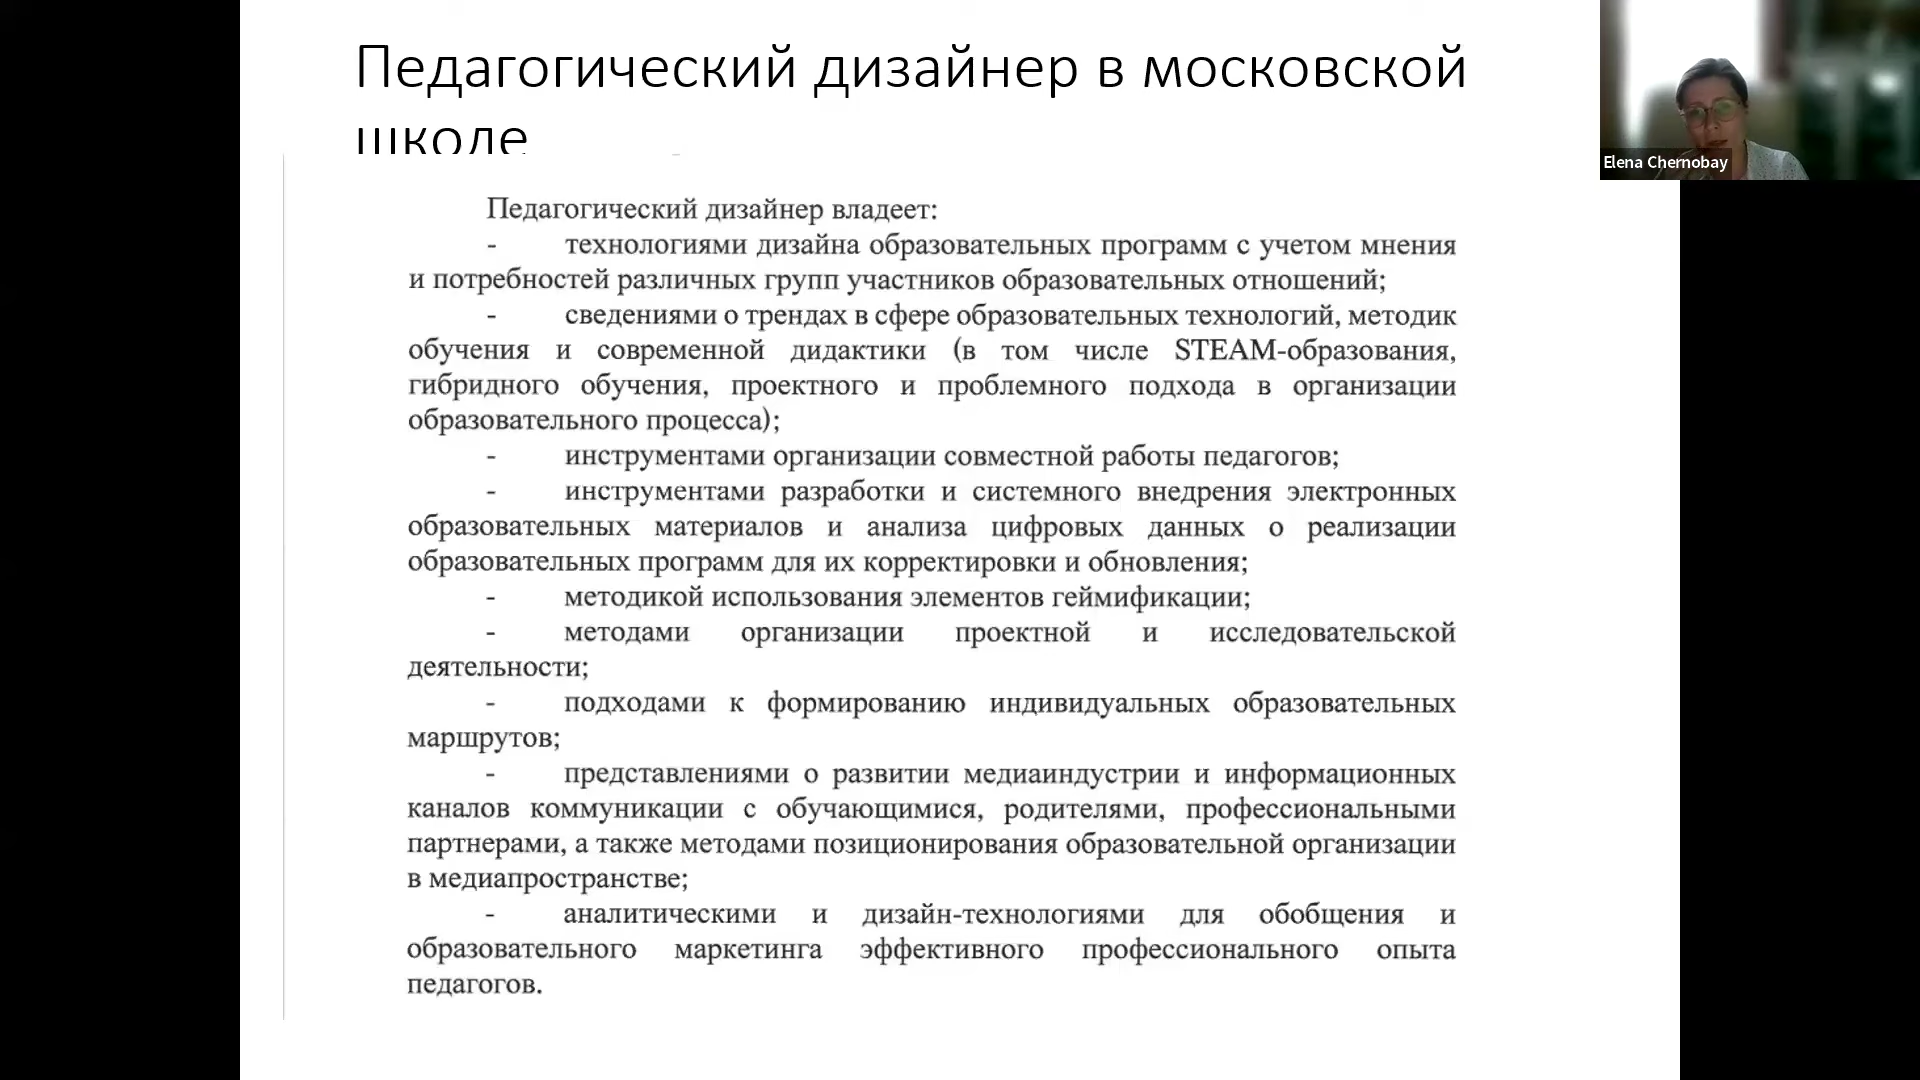 Педагогический дизайнер в московской
школе
Elena Chernobay
Педагогический дизайнер владеет:
- технологиями дизайна образовательных программ с учетом мнения
и потребностей различных групп участников образовательных отношений;
- сведениями о трендах в сфере образовательных технологий, методик
обучения и современной дидактики (в том числе STEAM-образования,
гибридного обучения, проектного и проблемного подхода в организации
образовательного процесса);
- инструментами организации совместной работы педагогов;
- инструментами разработки и системного внедрения электронных
образовательных материалов и анализа цифровых данных о реализации
образовательных программ для их корректировки и обновления;
- методикой использования элементов геймификации;
- методами организации проектной и исследовательской
деятельности;
- подходами к формированию индивидуальных образовательных
маршрутов;
- представлениями о развитии медиаиндустрии и информационных
каналов коммуникации с обучающимися, родителями, профессиональными
партнерами, а также методами позиционирования образовательной организации
в медиапространстве;
- аналитическими и дизайн-технологиями для обобщения и
образовательного маркетинга эффективного профессионального опыта
педагогов.